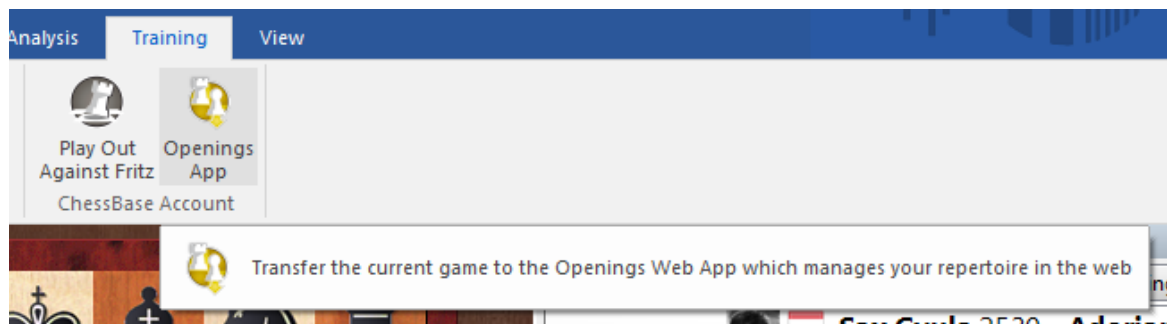 Analysis Training View
Play Out Openings
Against Fritz App
ChessBase Account
Transfer the current game to the Openings Web App which manages your repertoire in the web